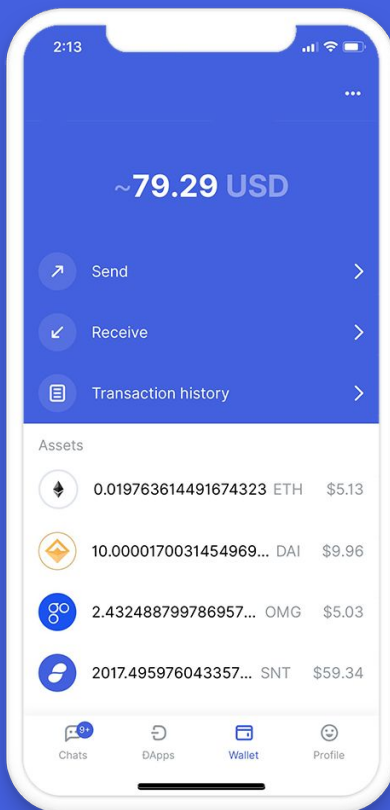 2:13
...
~79.29 USD
Send
Receive
Transaction history
Assets
0.019763614491674323 ETH $5.13
10.0000170031454969... DAI $9.96
go
2.432488799786957... OMG $5.03
2017.495976043357... SNT $59.34
9+
Chats
ÐApps
Wallet
Profile